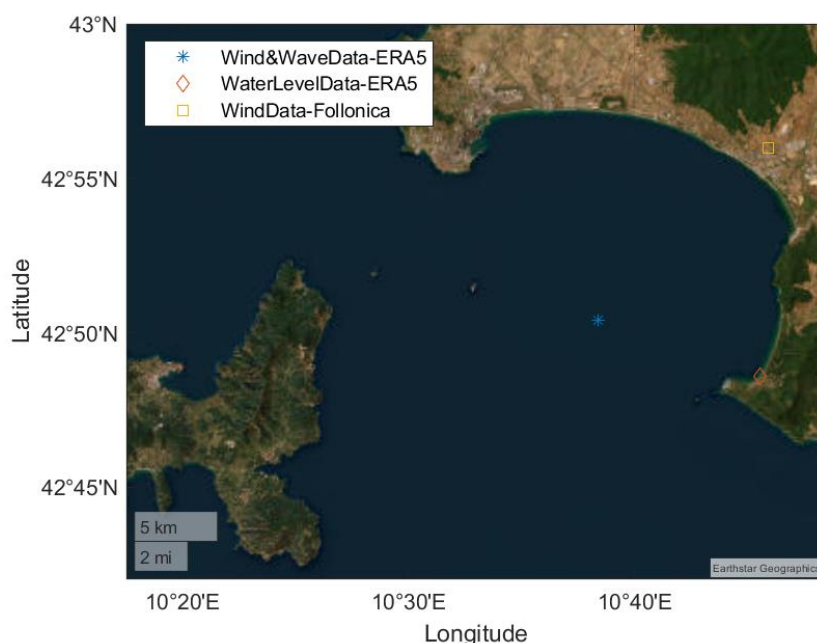 43°N
Wind&WaveData-ERA5
WaterLevelData-ERA5
WindData-Follonica
42°55'N
42°50'N
42°45'N
Latitude
5 km
2 mi
Earthstar Geographics
10°20'E
10°30'E
10°40'E
Longitude